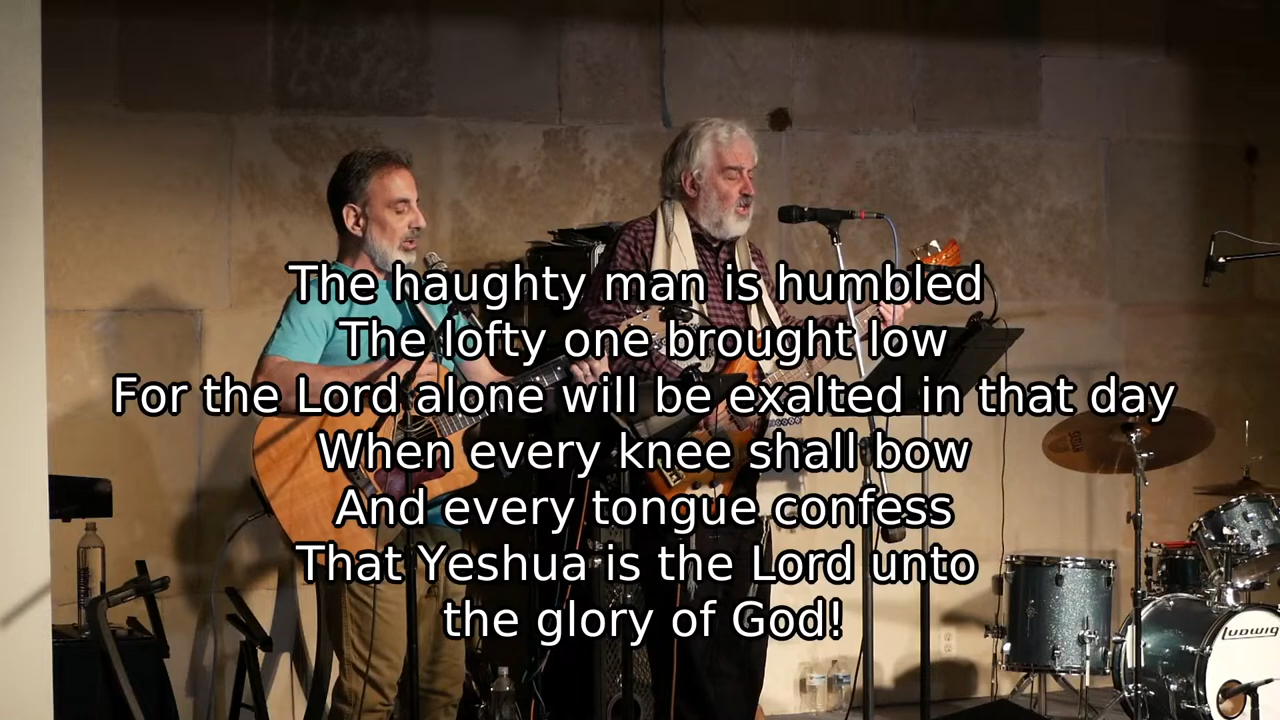 The haughty man is humbled
The lofty one brought low
For the Lord alone will be exalted in that day
When every knee shall bow
And every tongue confess
That Yeshua is the Lord unto
the glory of God!
Ludwig